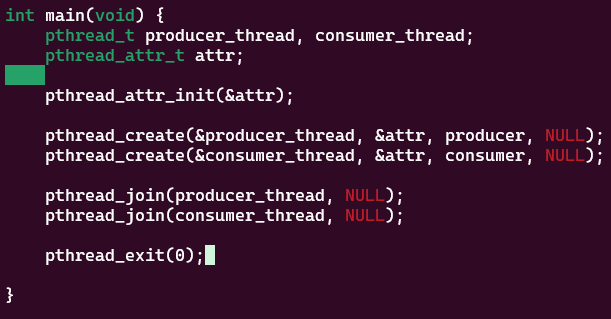 int main(void) {
    pthread_t producer_thread, consumer_thread;
    pthread_attr_t attr;
    pthread_attr_init(&attr);
    pthread_create(&producer_thread, &attr, producer, NULL);
    pthread_create(&consumer_thread, &attr, consumer, NULL);
    pthread_join(producer_thread, NULL);
    pthread_join(consumer_thread, NULL);
    pthread_exit(0);
}